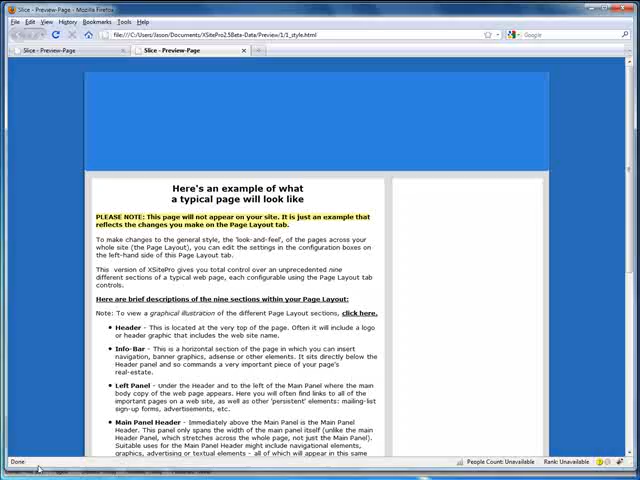 Slice - Preview-Page - Mozilla Firefox
File Edit View History Bookmarks Tools Help
file:///C:/Users/Jason/Documents/XSitePro2.5Beta-Data/Preview/1/1_style.html
Google
Slice - Preview-Page
Slice - Preview-Page
Here's an example of what
a typical page will look like
PLEASE NOTE: This page will not appear on your site. It is just an example that
reflects the changes you make on the Page Layout tab.
To make changes to the general style, the 'look-and-feel', of the pages across your
whole site (the Page Layout), you can edit the settings in the configuration boxes on
the left-hand side of this Page Layout tab.
This version of XSitePro gives you total control over an unprecedented nine
different sections of a typical web page, each configurable using the Page Layout tab
controls.
Here are brief descriptions of the nine sections within your Page Layout:
Note: To view a graphical illustration of the different Page Layout sections, click here.
• Header - This is located at the very top of the page. Often it will include a logo
or header graphic that includes the web site name.
• Info-Bar - This is a horizontal section of the page in which you can insert
navigation, banner graphics, adsense or other elements. It sits directly below the
Header panel and so commands a very important piece of your page's
real-estate.
• Left Panel - under the Header and to the left of the Main Panel where the main
body copy of the web page appears. Here you will often find links to all of the
important pages on a web site, as well as other 'persistent' elements: mailing-list
sign-up forms, advertisements, etc.
• Main Panel Header - Immediately above the Main Panel is the Main Panel
Header. This panel only spans the width of the main panel itself (unlike the main
Header Panel, which stretches across the whole page, not just the Main Panel).
Suitable uses for the Main Panel Header might include navigational elements,
graphics, advertising or textual elements - all of which will appear in this same
Done
People Count: Unavailable
Rank: Unavailable